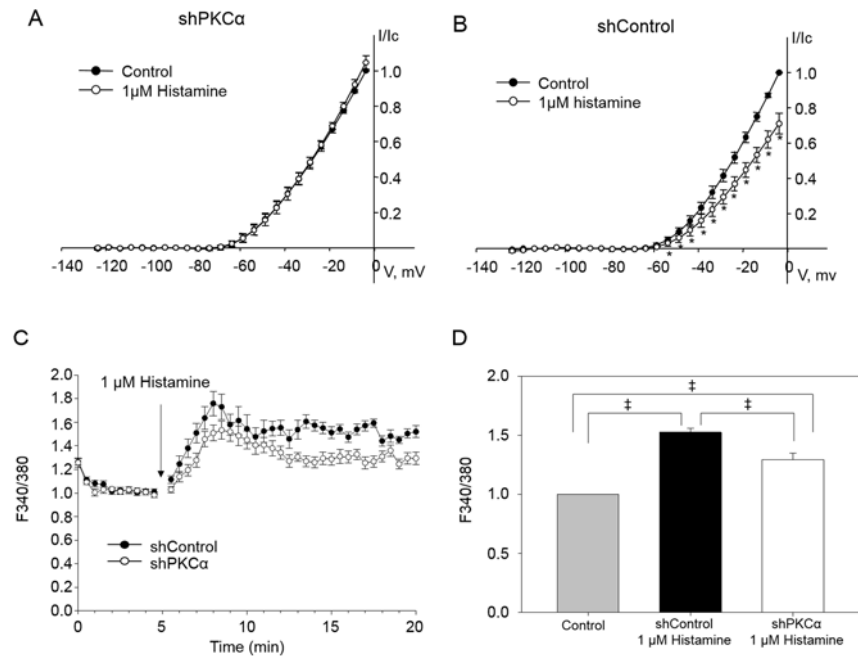 A
shPKCα
I/Ic
Control
1µM Histamine
1.0
0.8
0.6
0.4
0.2
-140 -120 -100 -80 -60 -40 -20 0
V, mV
B
shControl
I/Ic
Control
1µM histamine
1.0
0.8
0.6
0.4
0.2
* * * * * * * * * * *
-140 -120 -100 -80 -60 -40 -20 0
V, mv
C
2.0
1.8
1.6
1.4
1.2
1.0
0.8
0.6
0.4
0.2
0.0
F340/380
1 µM Histamine
shControl
shPKCα
0 5 10 15 20
Time (min)
D
2.0
1.5
1.0
0.5
0.0
F340/380
‡
‡ ‡
Control shControl shPKCα
1 µM Histamine 1 µM Histamine